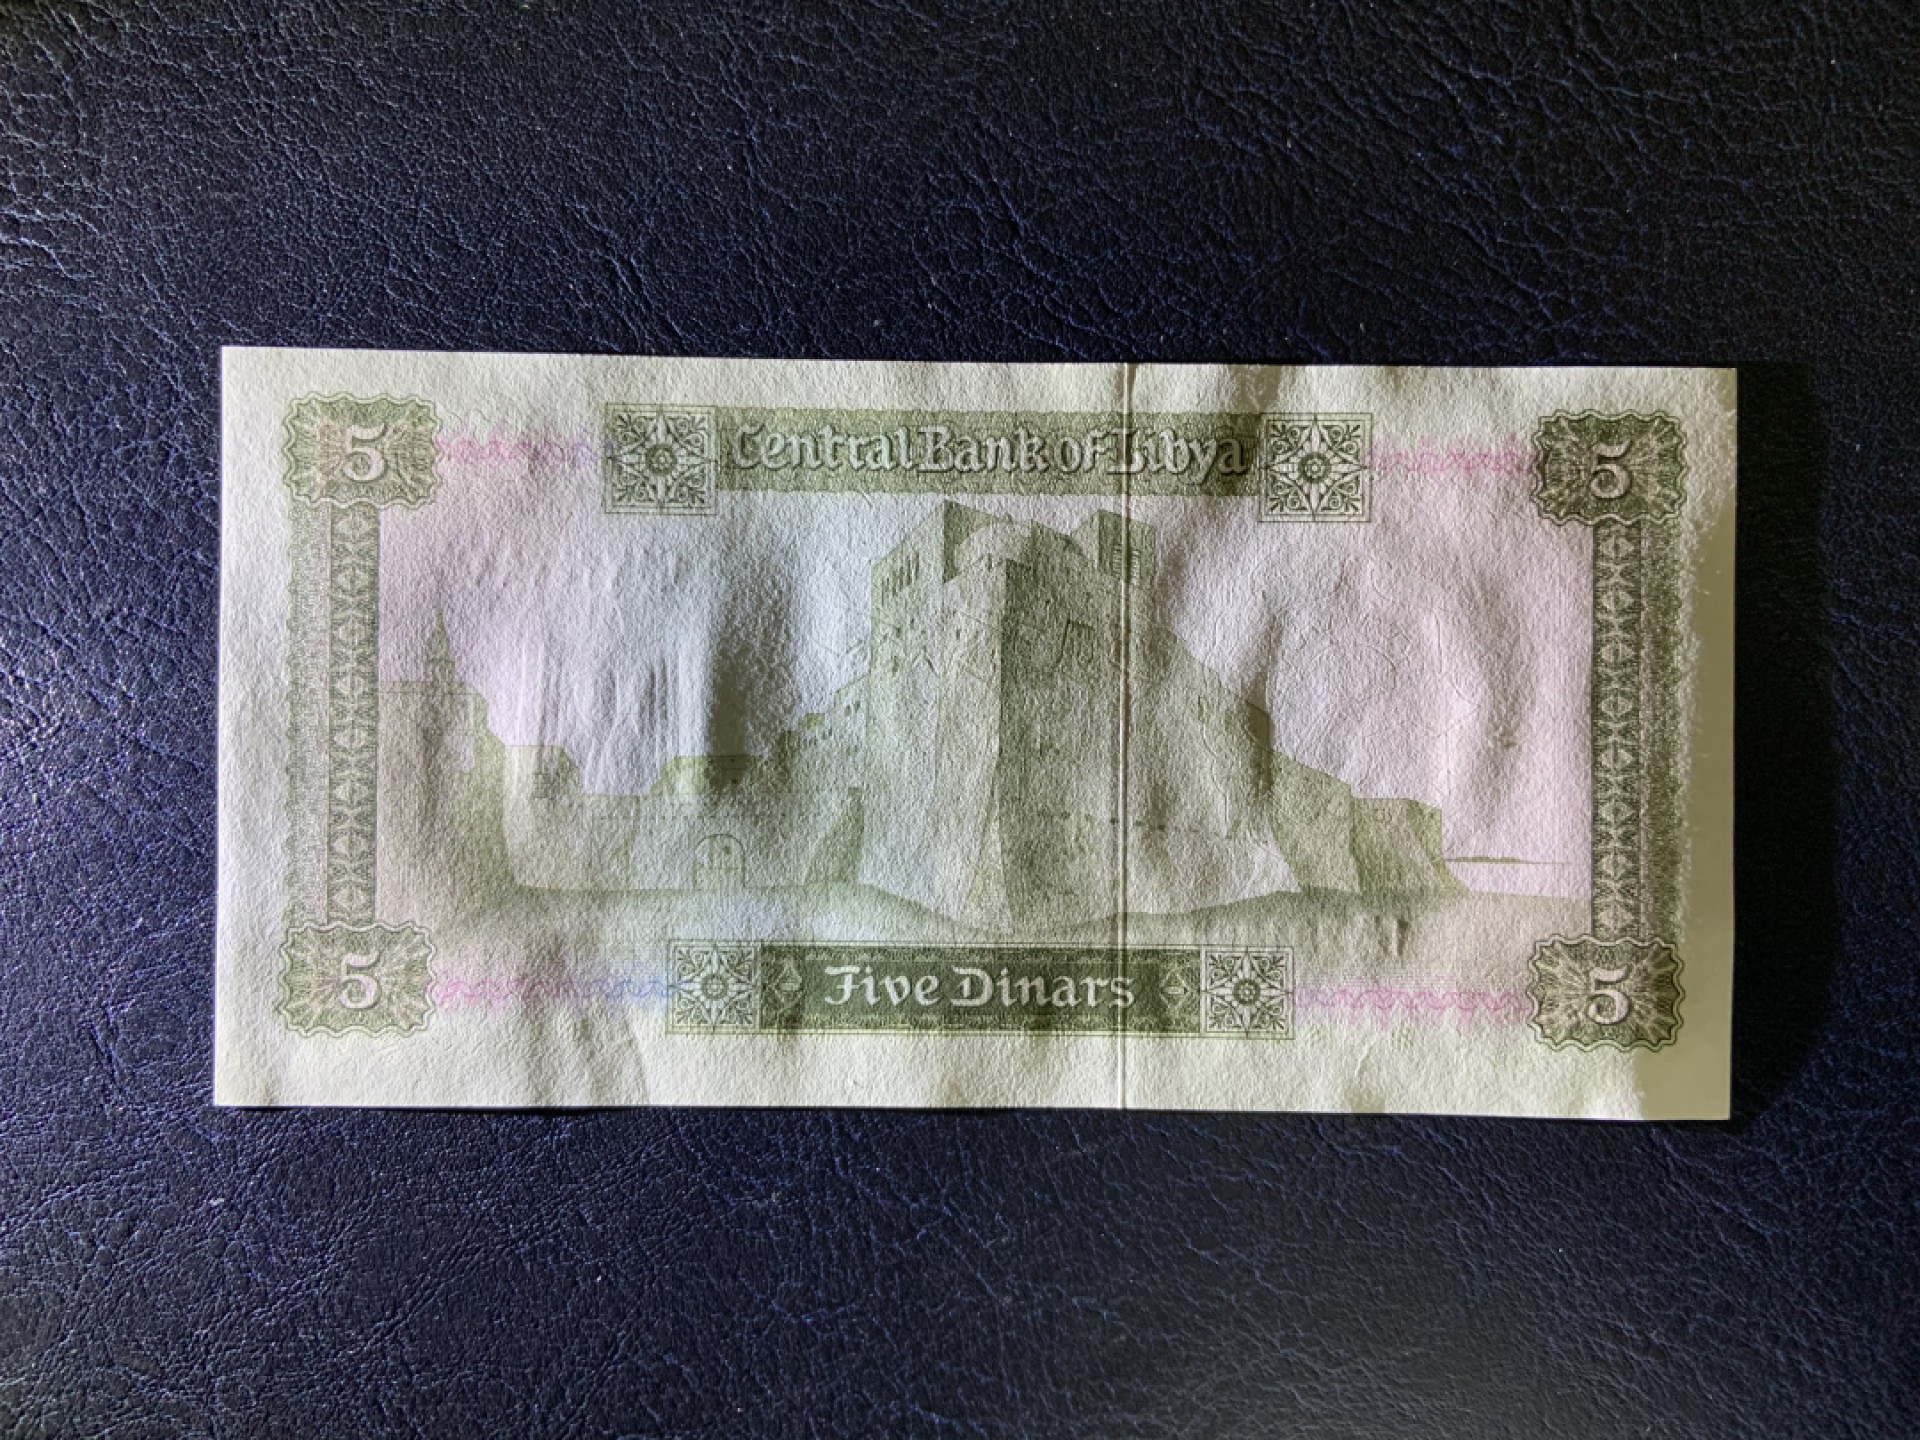 5 Central Bank of Libya 5
5 Five Dinars 5